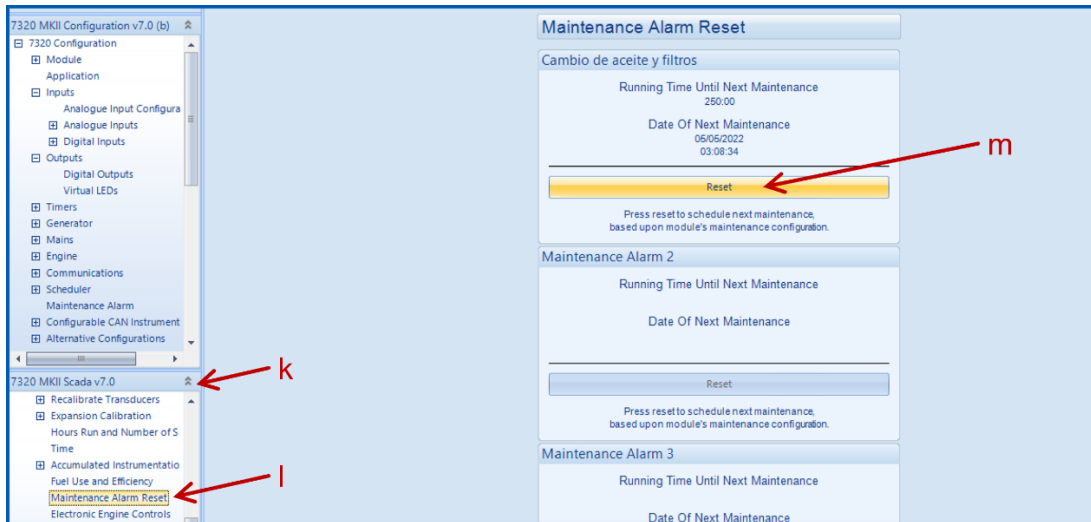 7320 MKII Configuration v7.0 (b)
7320 Configuration
Module
Application
Inputs
Analogue Input Configura
Analogue Inputs
Digital Inputs
Outputs
Digital Outputs
Virtual LEDs
Timers
Generator
Mains
Engine
Communications
Scheduler
Maintenance Alarm
Configurable CAN Instrument
Alternative Configurations
7320 MKII Scada v7.0
Recalibrate Transducers
Expansion Calibration
Hours Run and Number of S
Time
Accumulated Instrumentatio
Fuel Use and Efficiency
Maintenance Alarm Reset
Electronic Engine Controls
k
l
Maintenance Alarm Reset
Cambio de aceite y filtros
Running Time Until Next Maintenance
250:00
Date Of Next Maintenance
06/05/2022
03:08:34
Reset
m
Press reset to schedule next maintenance,
based upon module's maintenance configuration.
Maintenance Alarm 2
Running Time Until Next Maintenance
Date Of Next Maintenance
Reset
Press reset to schedule next maintenance,
based upon module's maintenance configuration.
Maintenance Alarm 3
Running Time Until Next Maintenance
Date Of Next Maintenance